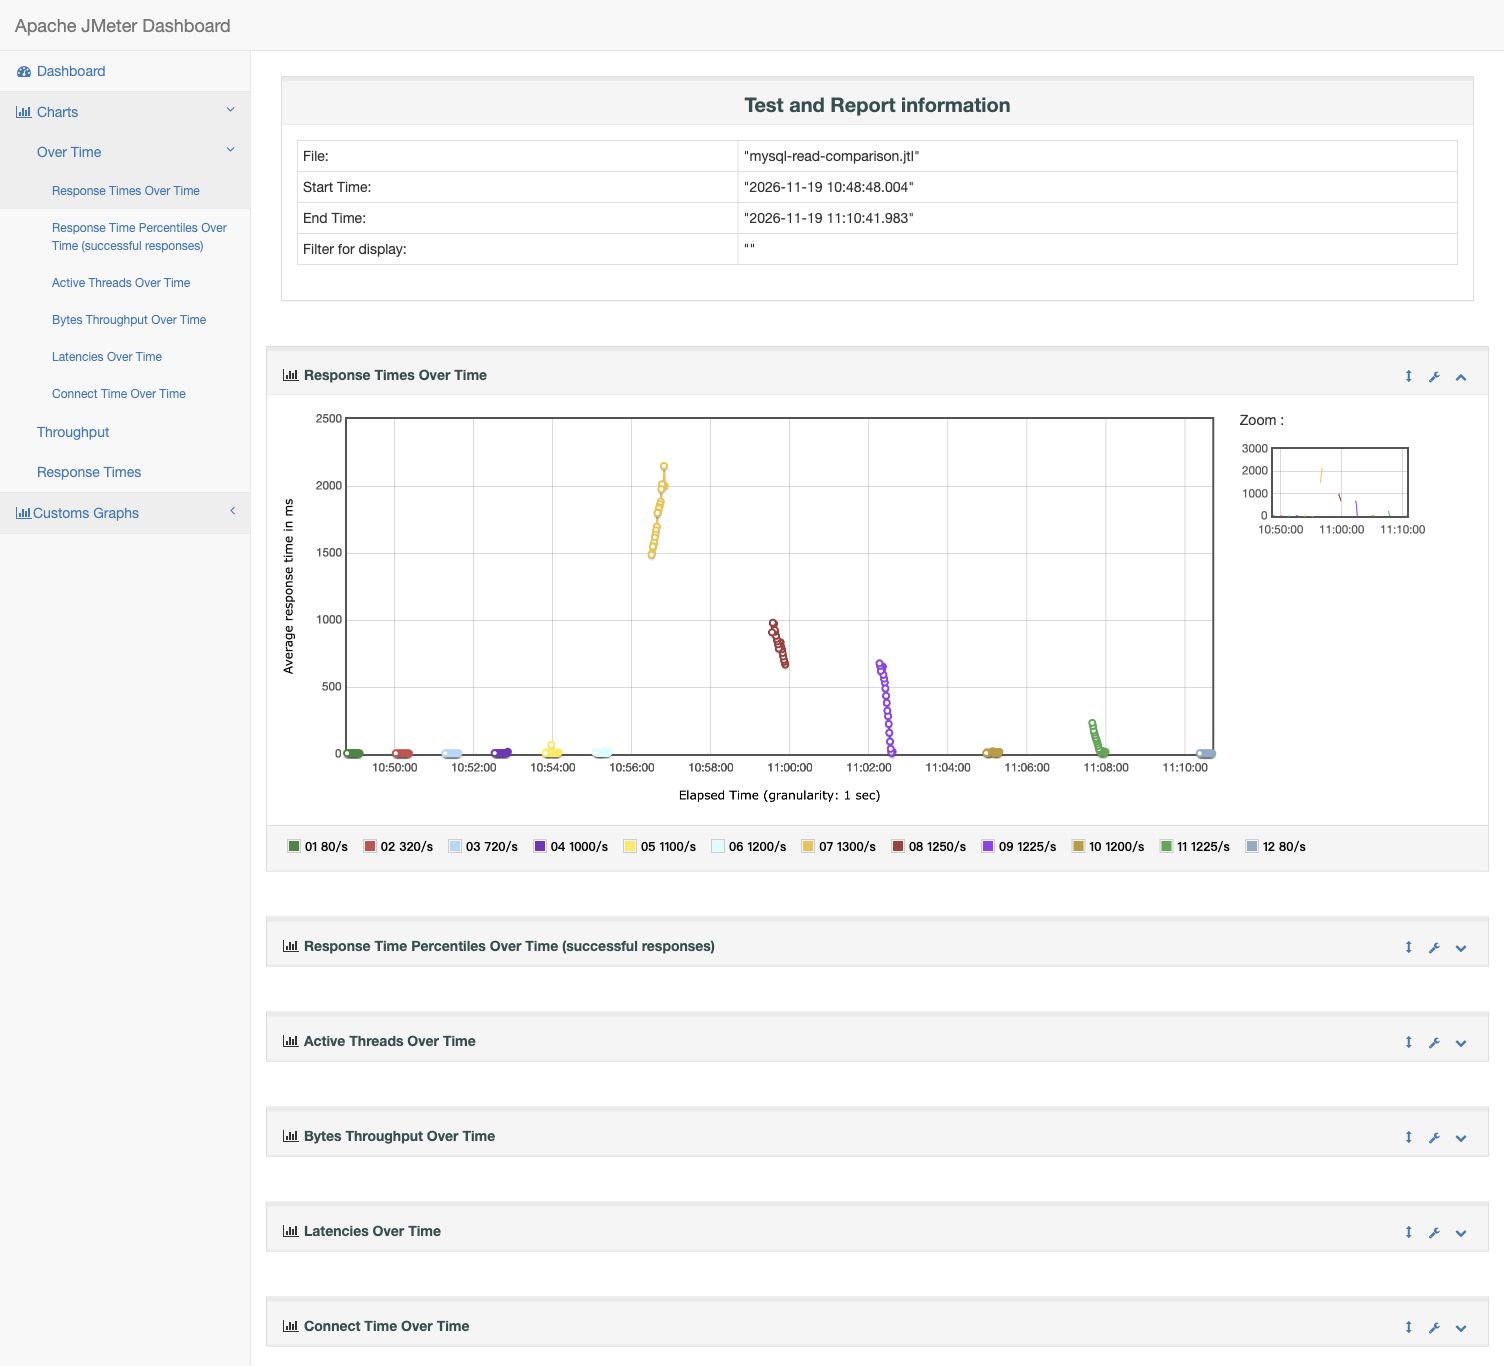 Apache JMeter Dashboard
Dashboard
Charts
Over Time
Response Times Over Time
Response Time Percentiles Over
Time (successful responses)
Active Threads Over Time
Bytes Throughput Over Time
Latencies Over Time
Connect Time Over Time
Throughput
Response Times
Customs Graphs
Test and Report information
File: "mysql-read-comparison.jtl"
Start Time: "2026-11-19 10:48:48.004"
End Time: "2026-11-19 11:10:41.983"
Filter for display: ""
Response Times Over Time
2500
2000
1500
1000
500
0
Average response time in ms
10:50:00 10:52:00 10:54:00 10:56:00 10:58:00 11:00:00 11:02:00 11:04:00 11:06:00 11:08:00 11:10:00
Elapsed Time (granularity: 1 sec)
Zoom :
3000
2000
1000
0
10:50:00 11:00:00 11:10:00
01 80/s 02 320/s 03 720/s 04 1000/s 05 1100/s 06 1200/s 07 1300/s 08 1250/s 09 1225/s 10 1200/s 11 1225/s 12 80/s
Response Time Percentiles Over Time (successful responses)
Active Threads Over Time
Bytes Throughput Over Time
Latencies Over Time
Connect Time Over Time